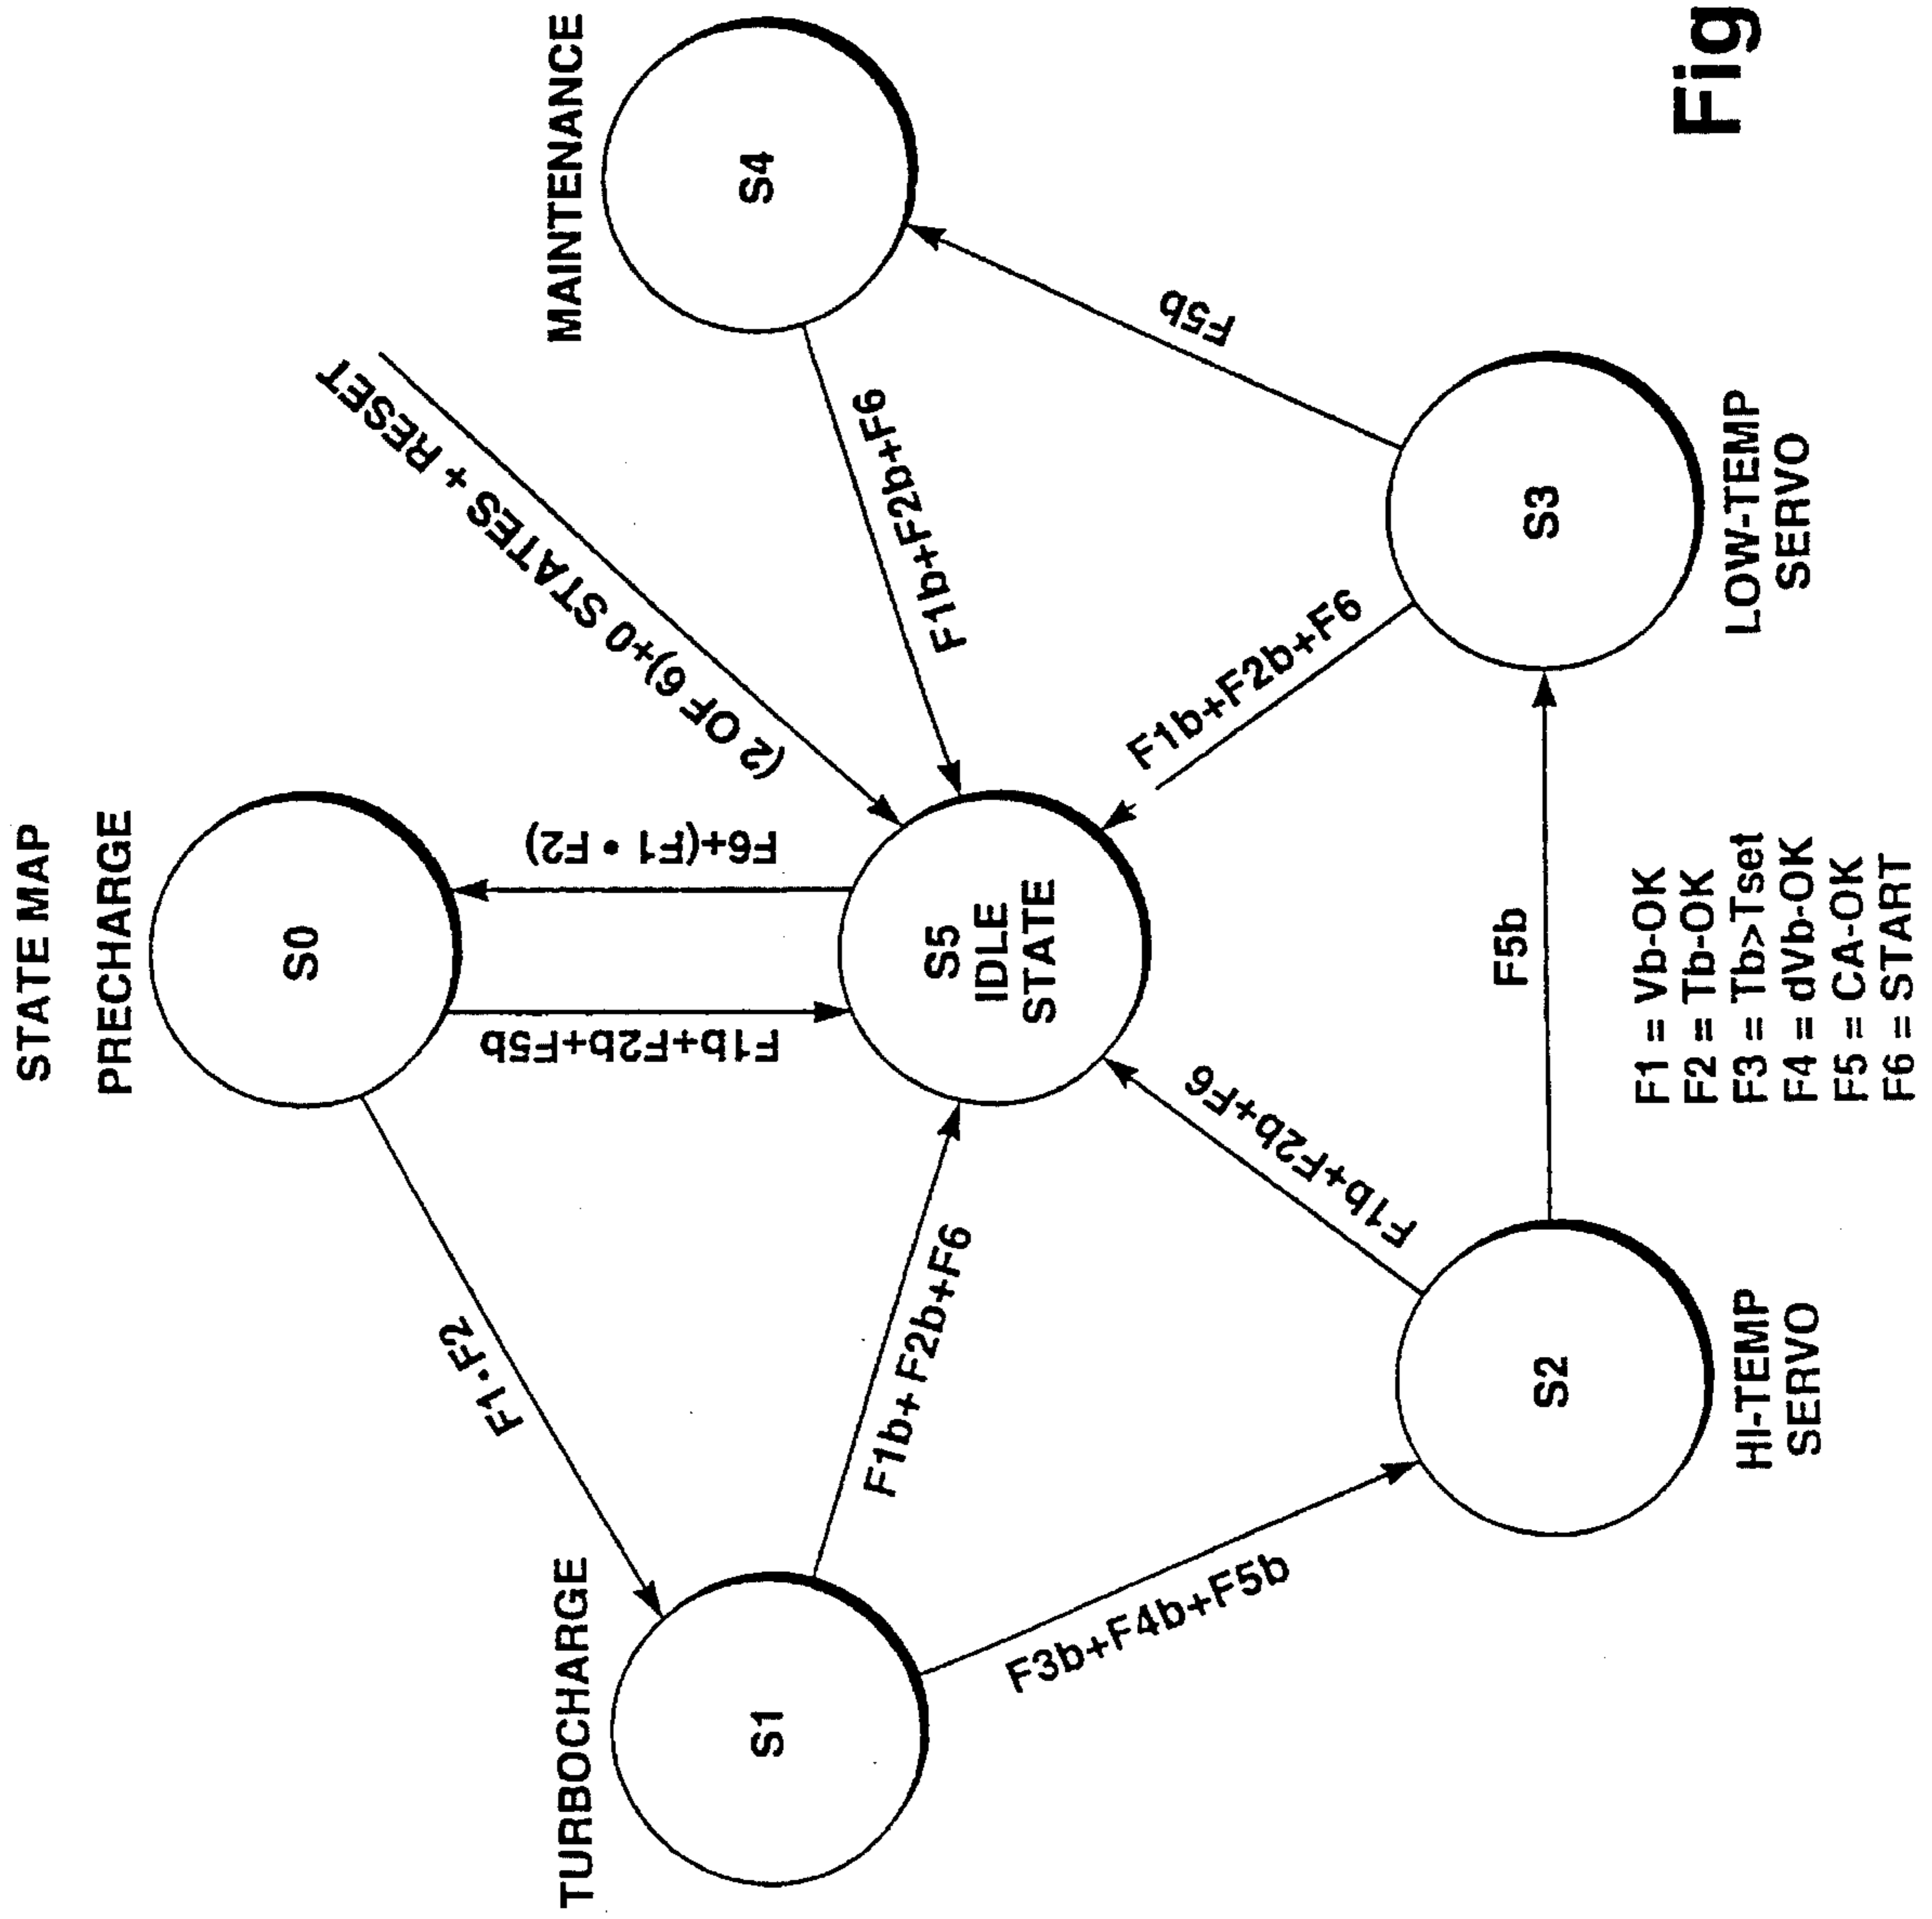 STATE MAP
PRECHARGE
S0
TURBOCHARGE
MAINTENANCE
S1
S4
F1•F2
F1b+F2b+F5b
F6+(F1 • F2)
(2 OF 6)+0 STATES + RESET
F1b+F2b+F6
F1b+F2b+F6
S5
IDLE
STATE
F3b+F4b+F5b
F1b+F2b+F6
F1b+F2b+F6
F5b
F5b
S2
S3
HI-TEMP
SERVO
LOW-TEMP
SERVO
F1 = Vb-OK
F2 = Tb-OK
F3 = Tb>Tset
F4 = dVb-OK
F5 = CA-OK
F6 = START
Fig